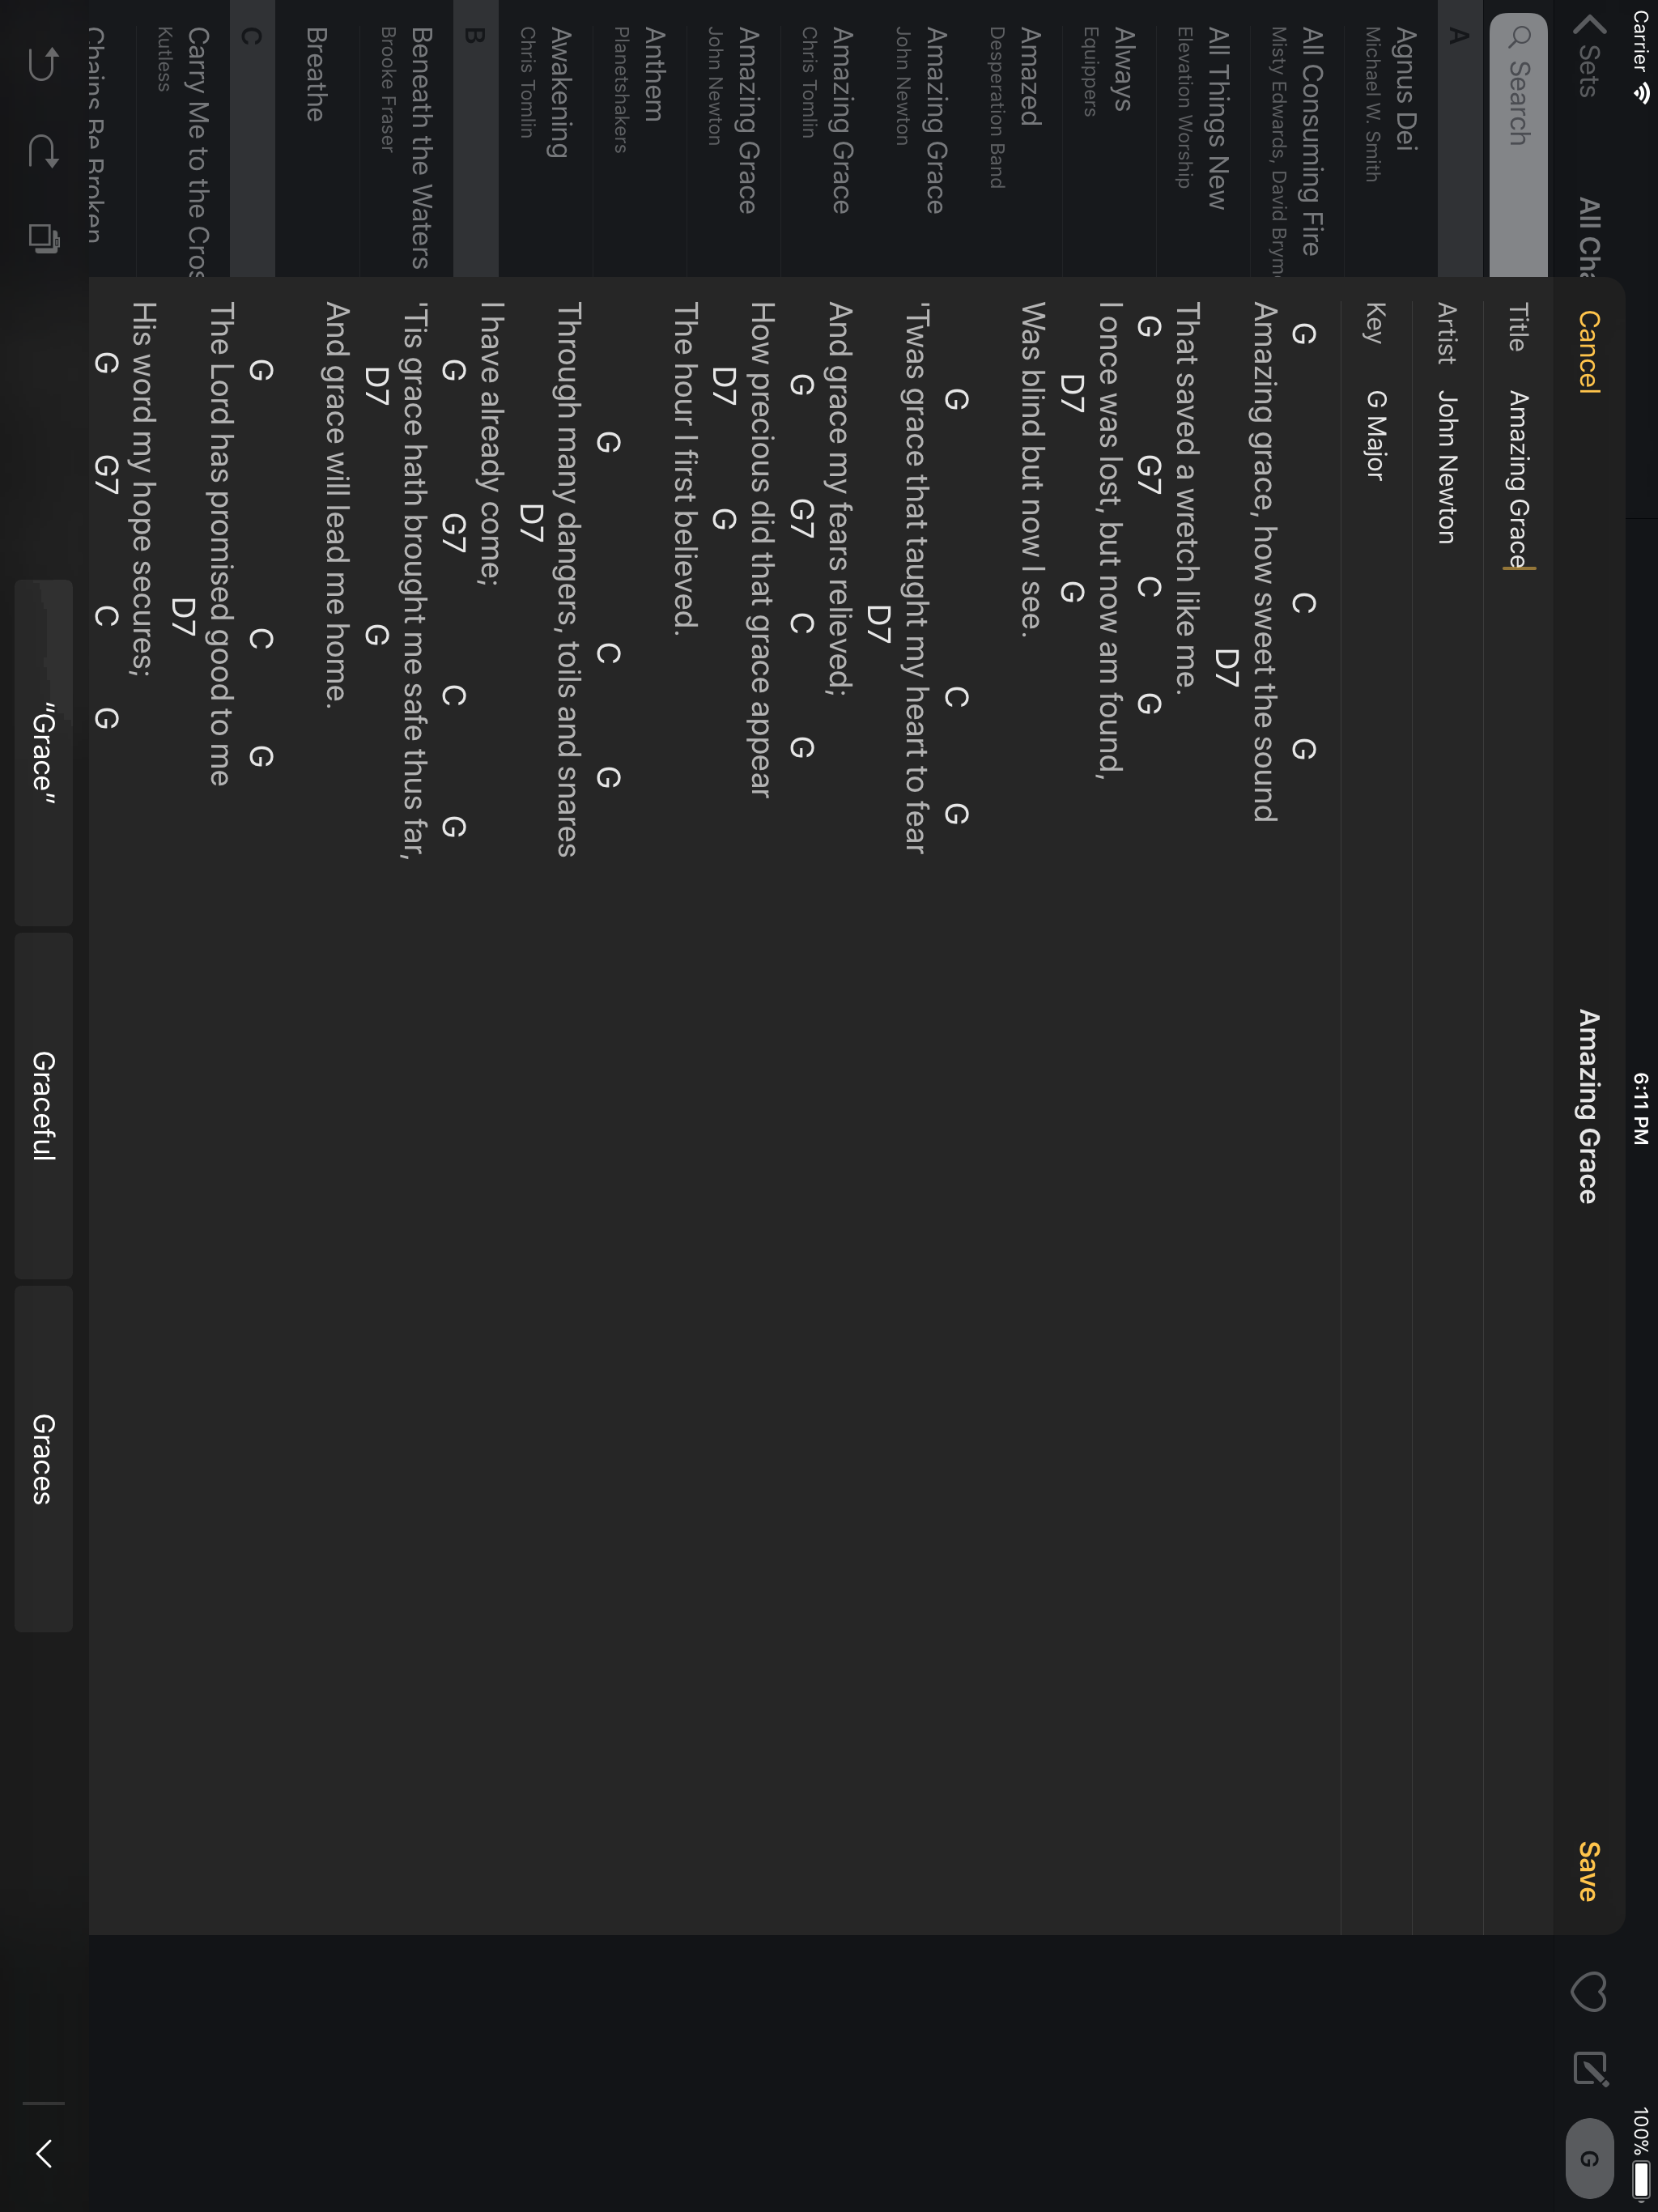 Carrier 6:11 PM 100%
Sets All Cha
Search
A
Agnus Dei
Michael W. Smith
All Consuming Fire
Misty Edwards, David Brym
All Things New
Elevation Worship
Always
Equippers
Amazed
Desperation Band
Amazing Grace
John Newton
Amazing Grace
Chris Tomlin
Amazing Grace
John Newton
Anthem
Planetshakers
Awakening
Chris Tomlin
B
Beneath the Waters
Brooke Fraser
Breathe
C
Carry Me to the Cros
Kutless
Chains Be Broken
Cancel Amazing Grace Save
G
Title Amazing Grace
Artist John Newton
Key G Major
G C G
Amazing grace, how sweet the sound
D7
That saved a wretch like me.
G G7 C G
I once was lost, but now am found,
D7 G
Was blind but now I see.
G C G
'Twas grace that taught my heart to fear
D7
And grace my fears relieved;
G G7 C G
How precious did that grace appear
D7 G
The hour I first believed.
G C G
Through many dangers, toils and snares
D7
I have already come;
G G7 C G
'Tis grace hath brought me safe thus far,
D7 G
And grace will lead me home.
G C G
The Lord has promised good to me
D7
His word my hope secures;
G G7 C G
"Grace" Graceful Graces